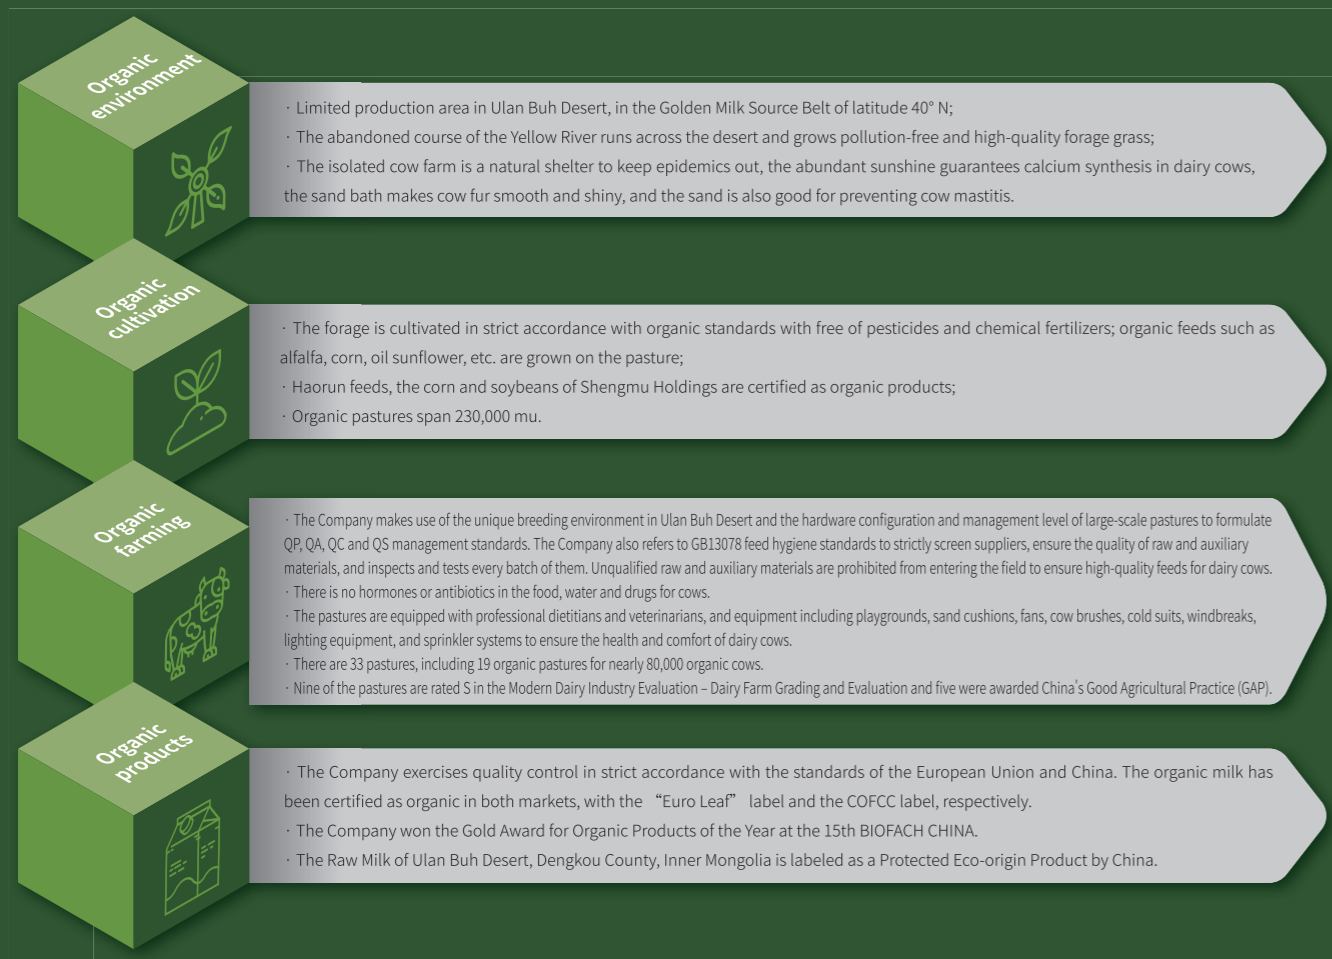 Organic
environment
· Limited production area in Ulan Buh Desert, in the Golden Milk Source Belt of latitude 40° N;
· The abandoned course of the Yellow River runs across the desert and grows pollution-free and high-quality forage grass;
· The isolated cow farm is a natural shelter to keep epidemics out, the abundant sunshine guarantees calcium synthesis in dairy cows,
the sand bath makes cow fur smooth and shiny, and the sand is also good for preventing cow mastitis.
Organic
cultivation
· The forage is cultivated in strict accordance with organic standards with free of pesticides and chemical fertilizers; organic feeds such as
alfalfa, corn, oil sunflower, etc. are grown on the pasture;
· Haorun feeds, the corn and soybeans of Shengmu Holdings are certified as organic products;
· Organic pastures span 230,000 mu.
Organic
farming
· The Company makes use of the unique breeding environment in Ulan Buh Desert and the hardware configuration and management level of large-scale pastures to formulate
QP, QA, QC and QS management standards. The Company also refers to GB13078 feed hygiene standards to strictly screen suppliers, ensure the quality of raw and auxiliary
materials, and inspects and tests every batch of them. Unqualified raw and auxiliary materials are prohibited from entering the field to ensure high-quality feeds for dairy cows.
· There is no hormones or antibiotics in the food, water and drugs for cows.
· The pastures are equipped with professional dietitians and veterinarians, and equipment including playgrounds, sand cushions, fans, cow brushes, cold suits, windbreaks,
lighting equipment, and sprinkler systems to ensure the health and comfort of dairy cows.
· There are 33 pastures, including 19 organic pastures for nearly 80,000 organic cows.
· Nine of the pastures are rated S in the Modern Dairy Industry Evaluation – Dairy Farm Grading and Evaluation and five were awarded China's Good Agricultural Practice (GAP).
Organic
products
· The Company exercises quality control in strict accordance with the standards of the European Union and China. The organic milk has
been certified as organic in both markets, with the “Euro Leaf” label and the COFCC label, respectively.
· The Company won the Gold Award for Organic Products of the Year at the 15th BIOFACH CHINA.
· The Raw Milk of Ulan Buh Desert, Dengkou County, Inner Mongolia is labeled as a Protected Eco-origin Product by China.